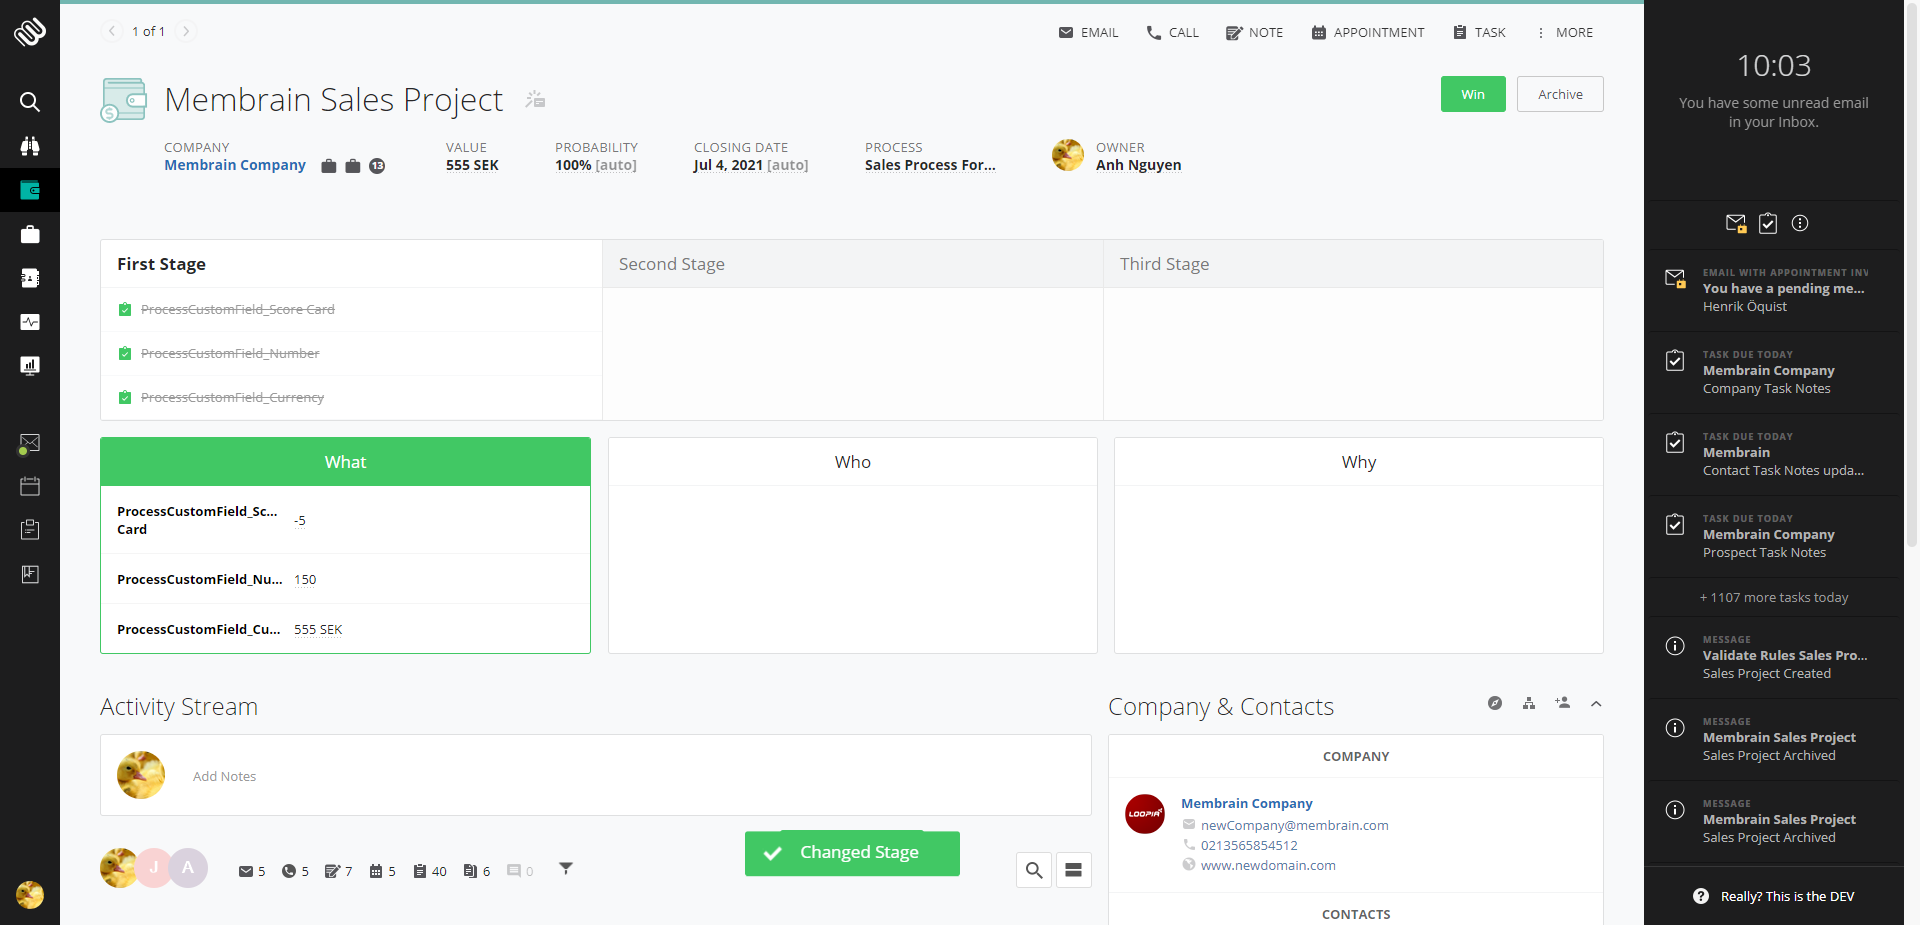 1 of 1
EMAIL
CALL
NOTE
APPOINTMENT
TASK
MORE
Membrain Sales Project
Win
Archive
COMPANY
Membrain Company
13
VALUE
555 SEK
PROBABILITY
100% [auto]
CLOSING DATE
Jul 4, 2021 [auto]
PROCESS
Sales Process For...
OWNER
Anh Nguyen
First Stage
Second Stage
Third Stage
ProcessCustomField_Score Card
ProcessCustomField_Number
ProcessCustomField_Currency
What
Who
Why
ProcessCustomField_Sc...
Card
-5
ProcessCustomField_Nu...
150
ProcessCustomField_Cu...
555 SEK
Activity Stream
Add Notes
J
A
5
5
7
5
40
6
0
Changed Stage
Company & Contacts
COMPANY
LOOPIA
Membrain Company
newCompany@membrain.com
0213565854512
www.newdomain.com
CONTACTS
10:03
You have some unread email
in your Inbox.
EMAIL WITH APPOINTMENT INV
You have a pending me...
Henrik Öquist
TASK DUE TODAY
Membrain Company
Company Task Notes
TASK DUE TODAY
Membrain
Contact Task Notes upda...
TASK DUE TODAY
Membrain Company
Prospect Task Notes
+ 1107 more tasks today
MESSAGE
Validate Rules Sales Pro...
Sales Project Created
MESSAGE
Membrain Sales Project
Sales Project Archived
MESSAGE
Membrain Sales Project
Sales Project Archived
Really? This is the DEV